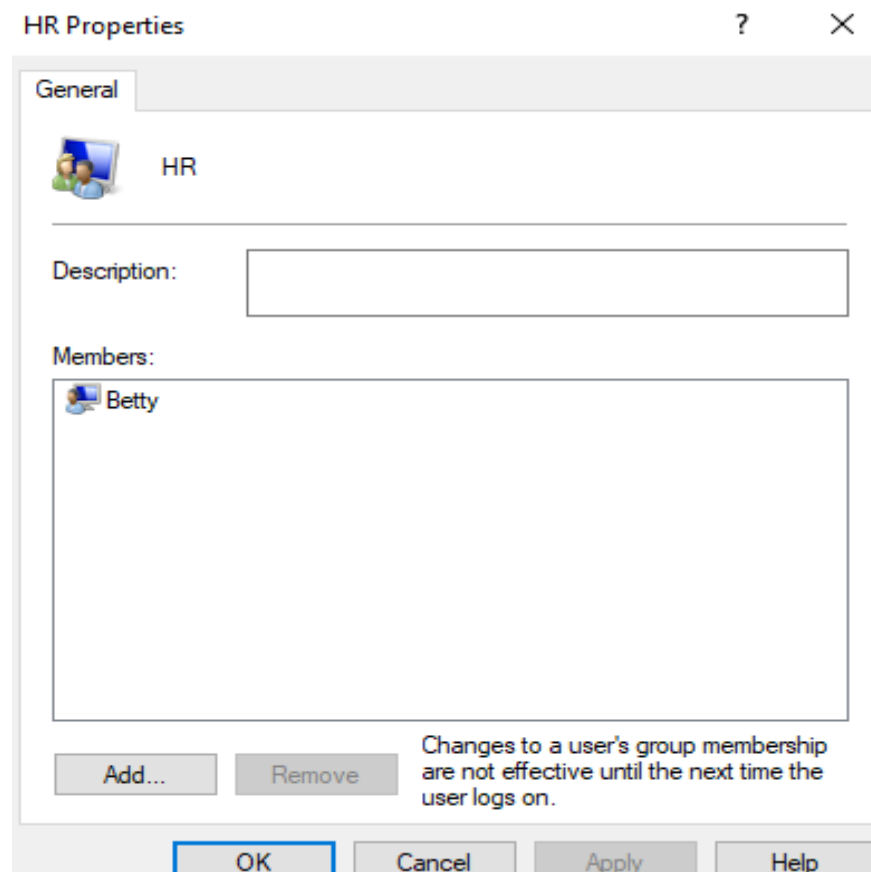 HR Properties
?
General
HR
Description:
Members:
Betty
Add...
Remove
Changes to a user's group membership
are not effective until the next time the
user logs on.
OK
Cancel
Apply
Help